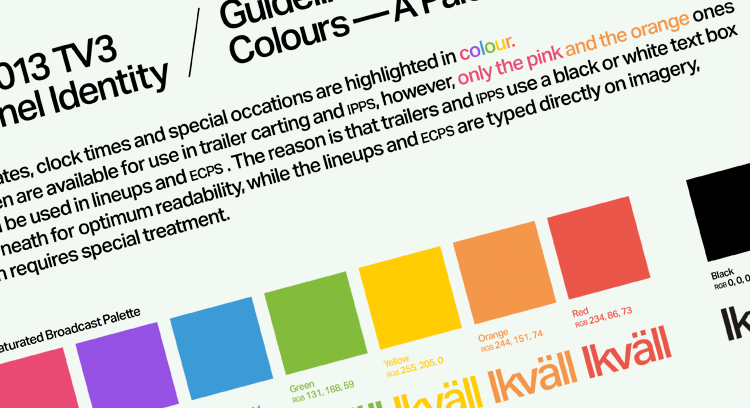 013 TV3
nel Identity
Colours — A
ates, clock times and special occations are highlighted in colour.
en are available for use in trailer carting and IPPS, however, only the pink and the orange ones
be used in lineups and ECPS . The reason is that trailers and IPPS use a black or white text box
neath for optimum readability, while the lineups and ECPS are typed directly on imagery,
requires special treatment.
aturated Broadcast Palette
Green
RGB 131, 188, 59
Yellow
RGB 255, 205, 0
Orange
RGB 244, 151, 74
Red
RGB 234, 86, 73
Black
RGB 0, 0, 0
Ikväll
Ikväll
Ikväll